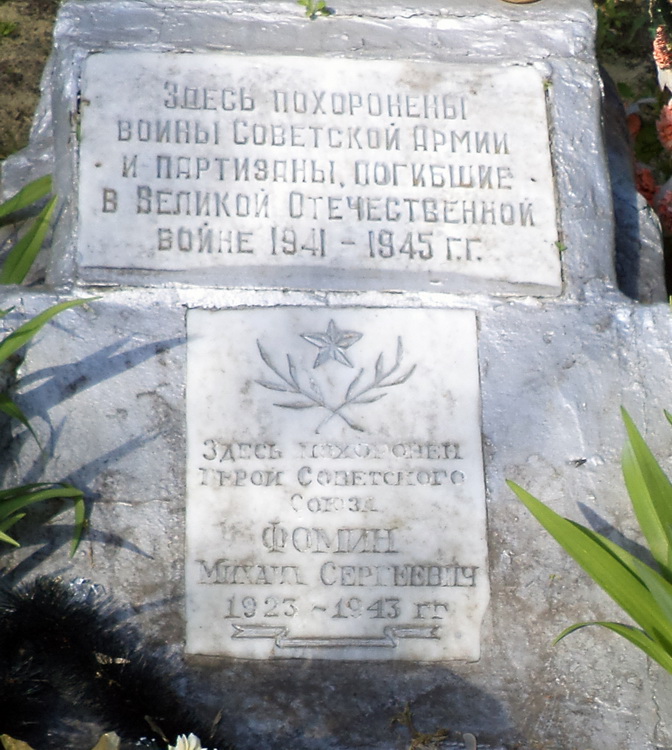 Здесь похоронены
воины Советской Армии
и партизаны, погибшие
в Великой Отечественной
войне 1941 - 1945 г.г.
Здесь похоронен
Герой Советского
Союза
Фомин
Михаил Сергеевич
1923 - 1943 гг